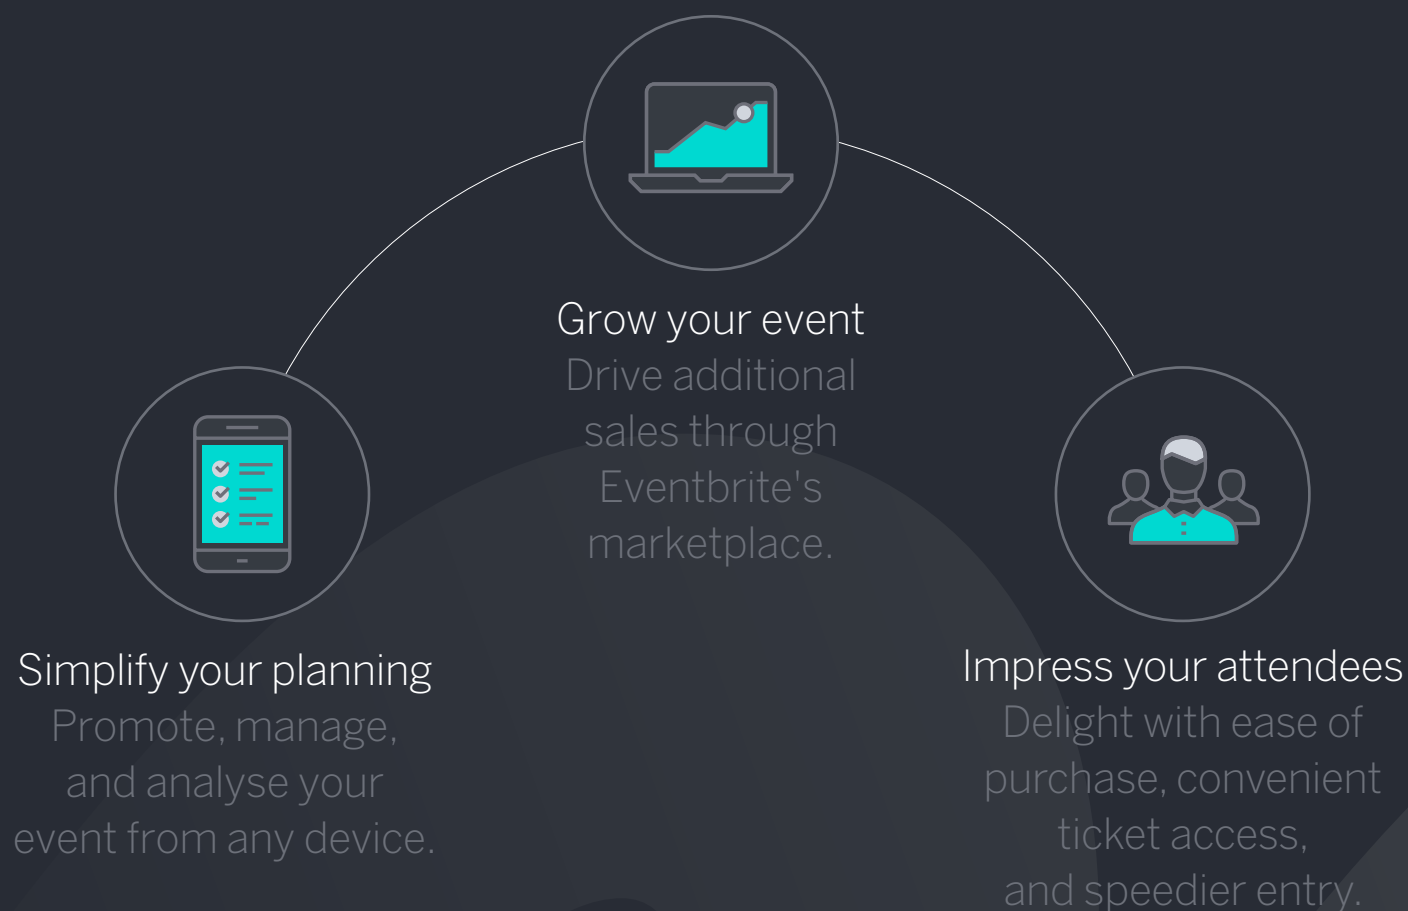 Grow your event
Drive additional
sales through
Eventbrite's
marketplace.
Simplify your planning
Promote, manage,
and analyse your
event from any device.
Impress your attendees
Delight with ease of
purchase, convenient
ticket access,
and speedier entry.